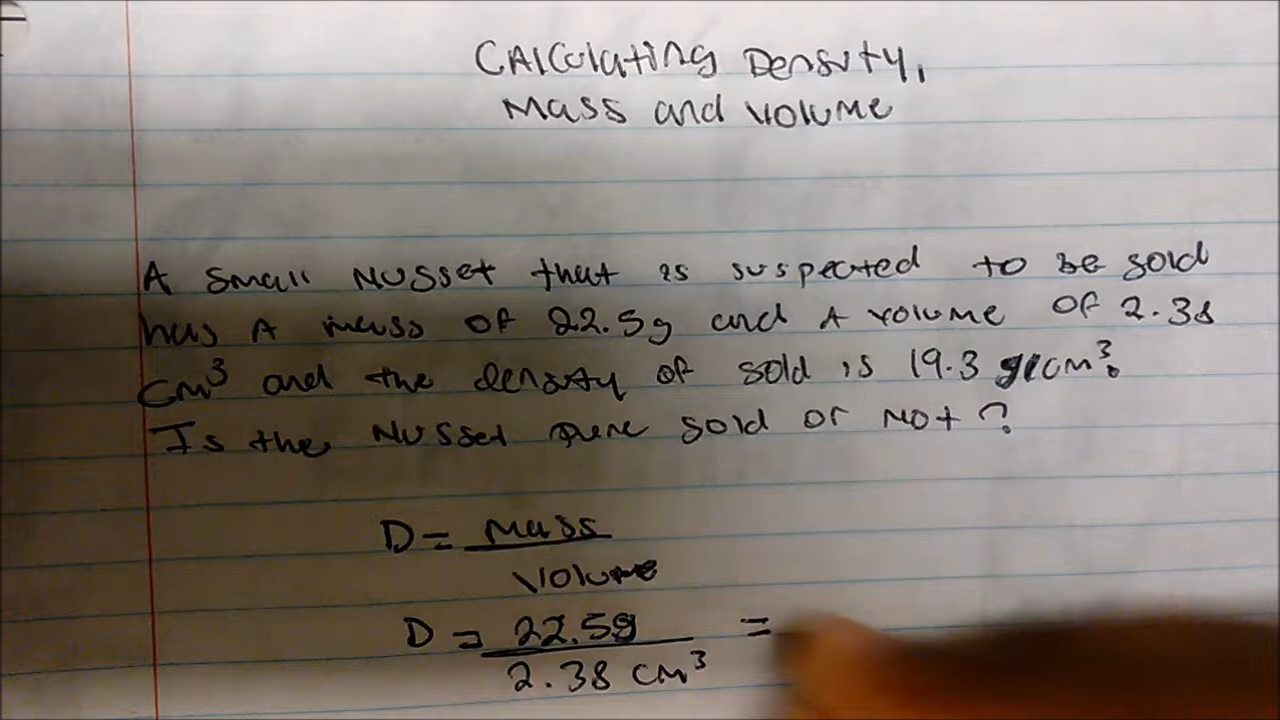 CALCulating Density,
Mass and volume
A small Nugget that is suspected to be gold
has A mass of 22.5g and A volume of 2.38
cm³ and the density of gold is 19.3 g/cm³.
Is the Nugget pure gold or Not?
D = Mass
Volume
D = 22.5g =
2.38 cm³